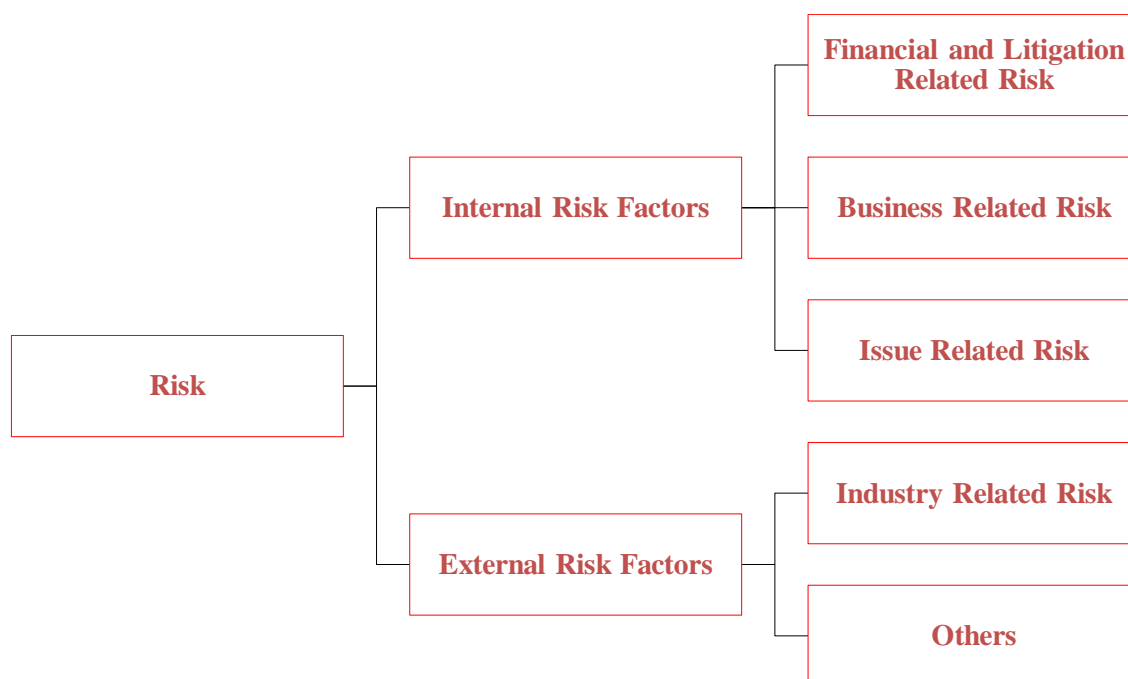 Financial and Litigation
Related Risk
Internal Risk Factors
Business Related Risk
Issue Related Risk
Risk
Industry Related Risk
External Risk Factors
Others